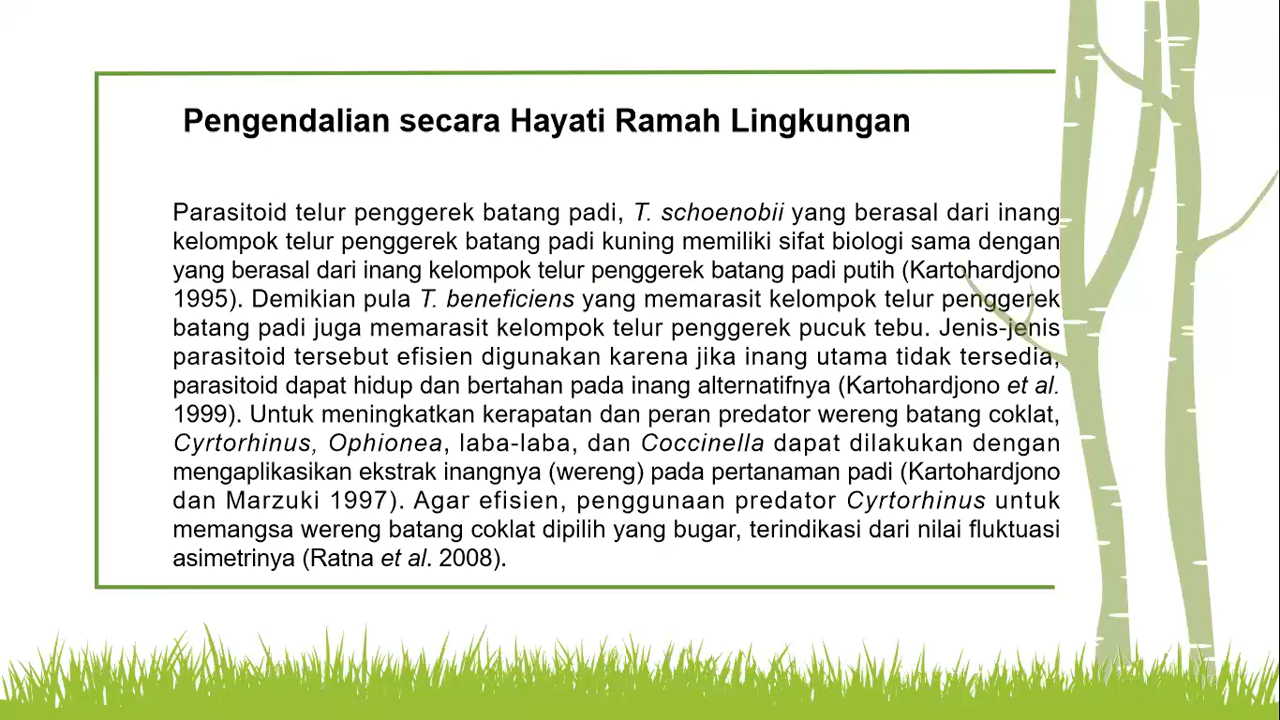 Pengendalian secara Hayati Ramah Lingkungan
Parasitoid telur penggerek batang padi, T. schoenobii yang berasal dari inang
kelompok telur penggerek batang padi kuning memiliki sifat biologi sama dengan
yang berasal dari inang kelompok telur penggerek batang padi putih (Kartohardjono
1995). Demikian pula T. beneficiens yang memarasit kelompok telur penggerek
batang padi juga memarasit kelompok telur penggerek pucuk tebu. Jenis-jenis
parasitoid tersebut efisien digunakan karena jika inang utama tidak tersedia,
parasitoid dapat hidup dan bertahan pada inang alternatifnya (Kartohardjono et al.
1999). Untuk meningkatkan kerapatan dan peran predator wereng batang coklat,
Cyrtorhinus, Ophionea, laba-laba, dan Coccinella dapat dilakukan dengan
mengaplikasikan ekstrak inangnya (wereng) pada pertanaman padi (Kartohardjono
dan Marzuki 1997). Agar efisien, penggunaan predator Cyrtorhinus untuk
memangsa wereng batang coklat dipilih yang bugar, terindikasi dari nilai fluktuasi
asimetrinya (Ratna et al. 2008).